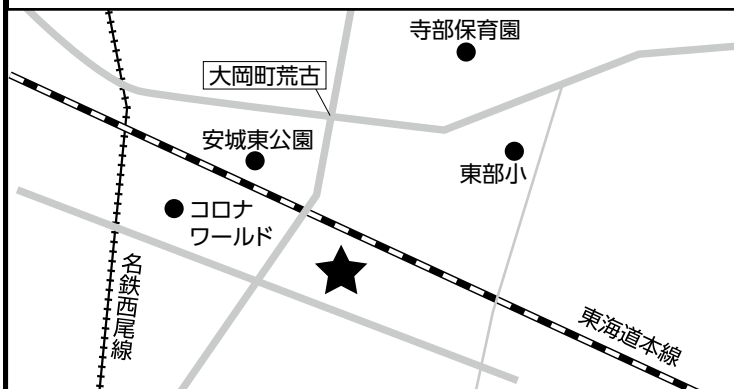 寺部保育園
大岡町荒古
安城東公園
東部小
コロナ
ワールド
名鉄西尾線
東海道本線